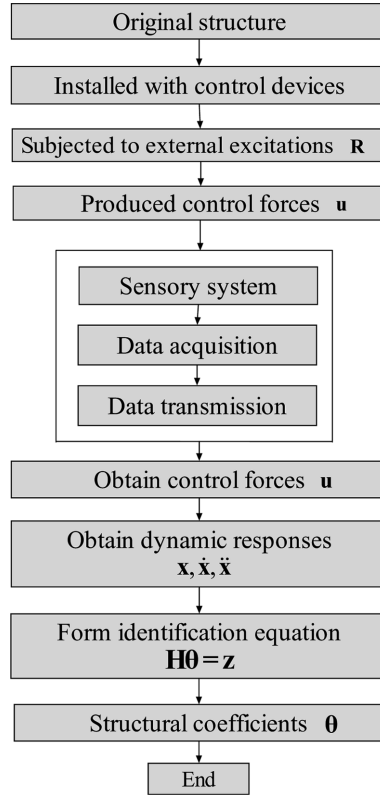 Original structure
Installed with control devices
Subjected to external excitations R
Produced control forces u
Sensory system
Data acquisition
Data transmission
Obtain control forces u
Obtain dynamic responses
x, ẋ, ẍ
Form identification equation
Hθ = z
Structural coefficients θ
End